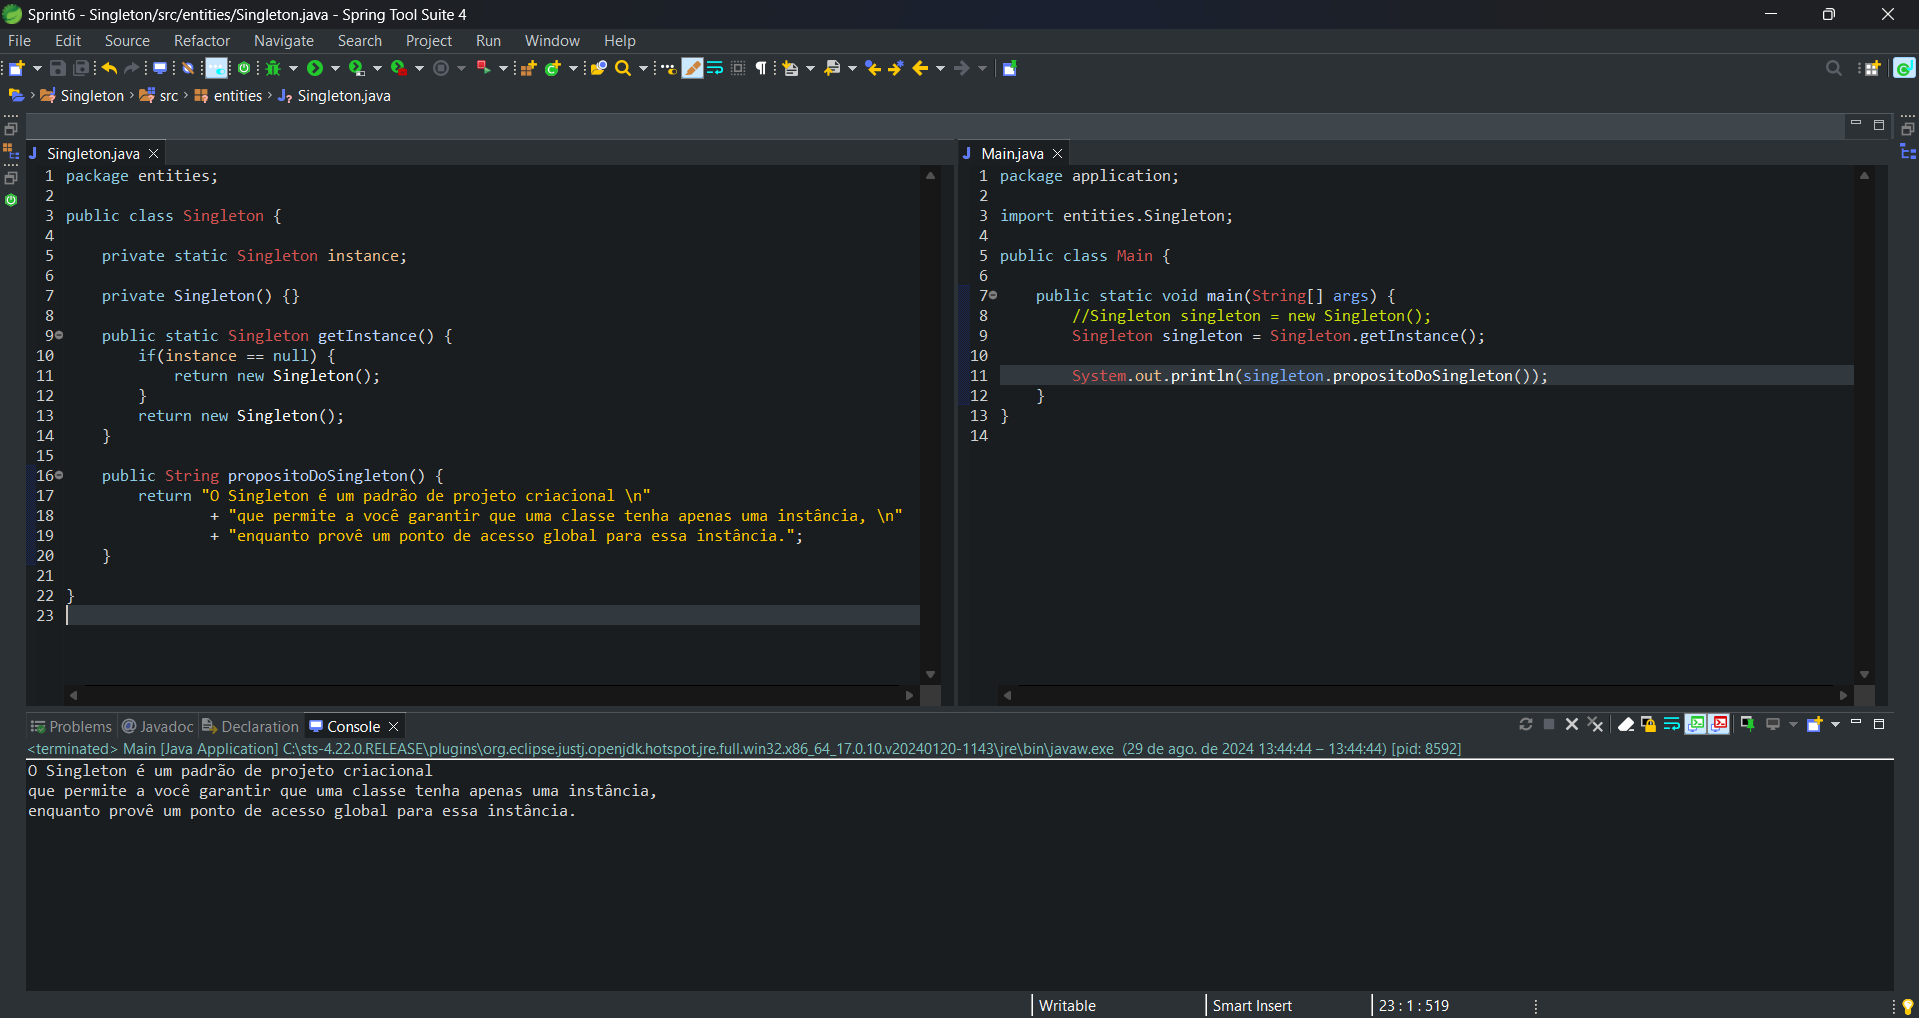 Sprint6 - Singleton/src/entities/Singleton.java - Spring Tool Suite 4
File Edit Source Refactor Navigate Search Project Run Window Help
Singleton › src › entities › Singleton.java
Singleton.java
1 package entities;
2
3 public class Singleton {
4
5     private static Singleton instance;
6
7     private Singleton() {}
8
9     public static Singleton getInstance() {
10         if(instance == null) {
11             return new Singleton();
12         }
13         return new Singleton();
14     }
15
16     public String propositoDoSingleton() {
17         return "O Singleton é um padrão de projeto criacional \n"
18                 + "que permite a você garantir que uma classe tenha apenas uma instância, \n"
19                 + "enquanto provê um ponto de acesso global para essa instância.";
20     }
21
22 }
23
Main.java
1 package application;
2
3 import entities.Singleton;
4
5 public class Main {
6
7     public static void main(String[] args) {
8         //Singleton singleton = new Singleton();
9         Singleton singleton = Singleton.getInstance();
10
11         System.out.println(singleton.propositoDoSingleton());
12     }
13 }
14
Problems @ Javadoc Declaration Console
<terminated> Main [Java Application] C:\sts-4.22.0.RELEASE\plugins\org.eclipse.justj.openjdk.hotspot.jre.full.win32.x86_64_17.0.10.v20240120-1143\jre\bin\javaw.exe (29 de ago. de 2024 13:44:44 – 13:44:44) [pid: 8592]
O Singleton é um padrão de projeto criacional
que permite a você garantir que uma classe tenha apenas uma instância,
enquanto provê um ponto de acesso global para essa instância.
Writable Smart Insert 23 : 1 : 519